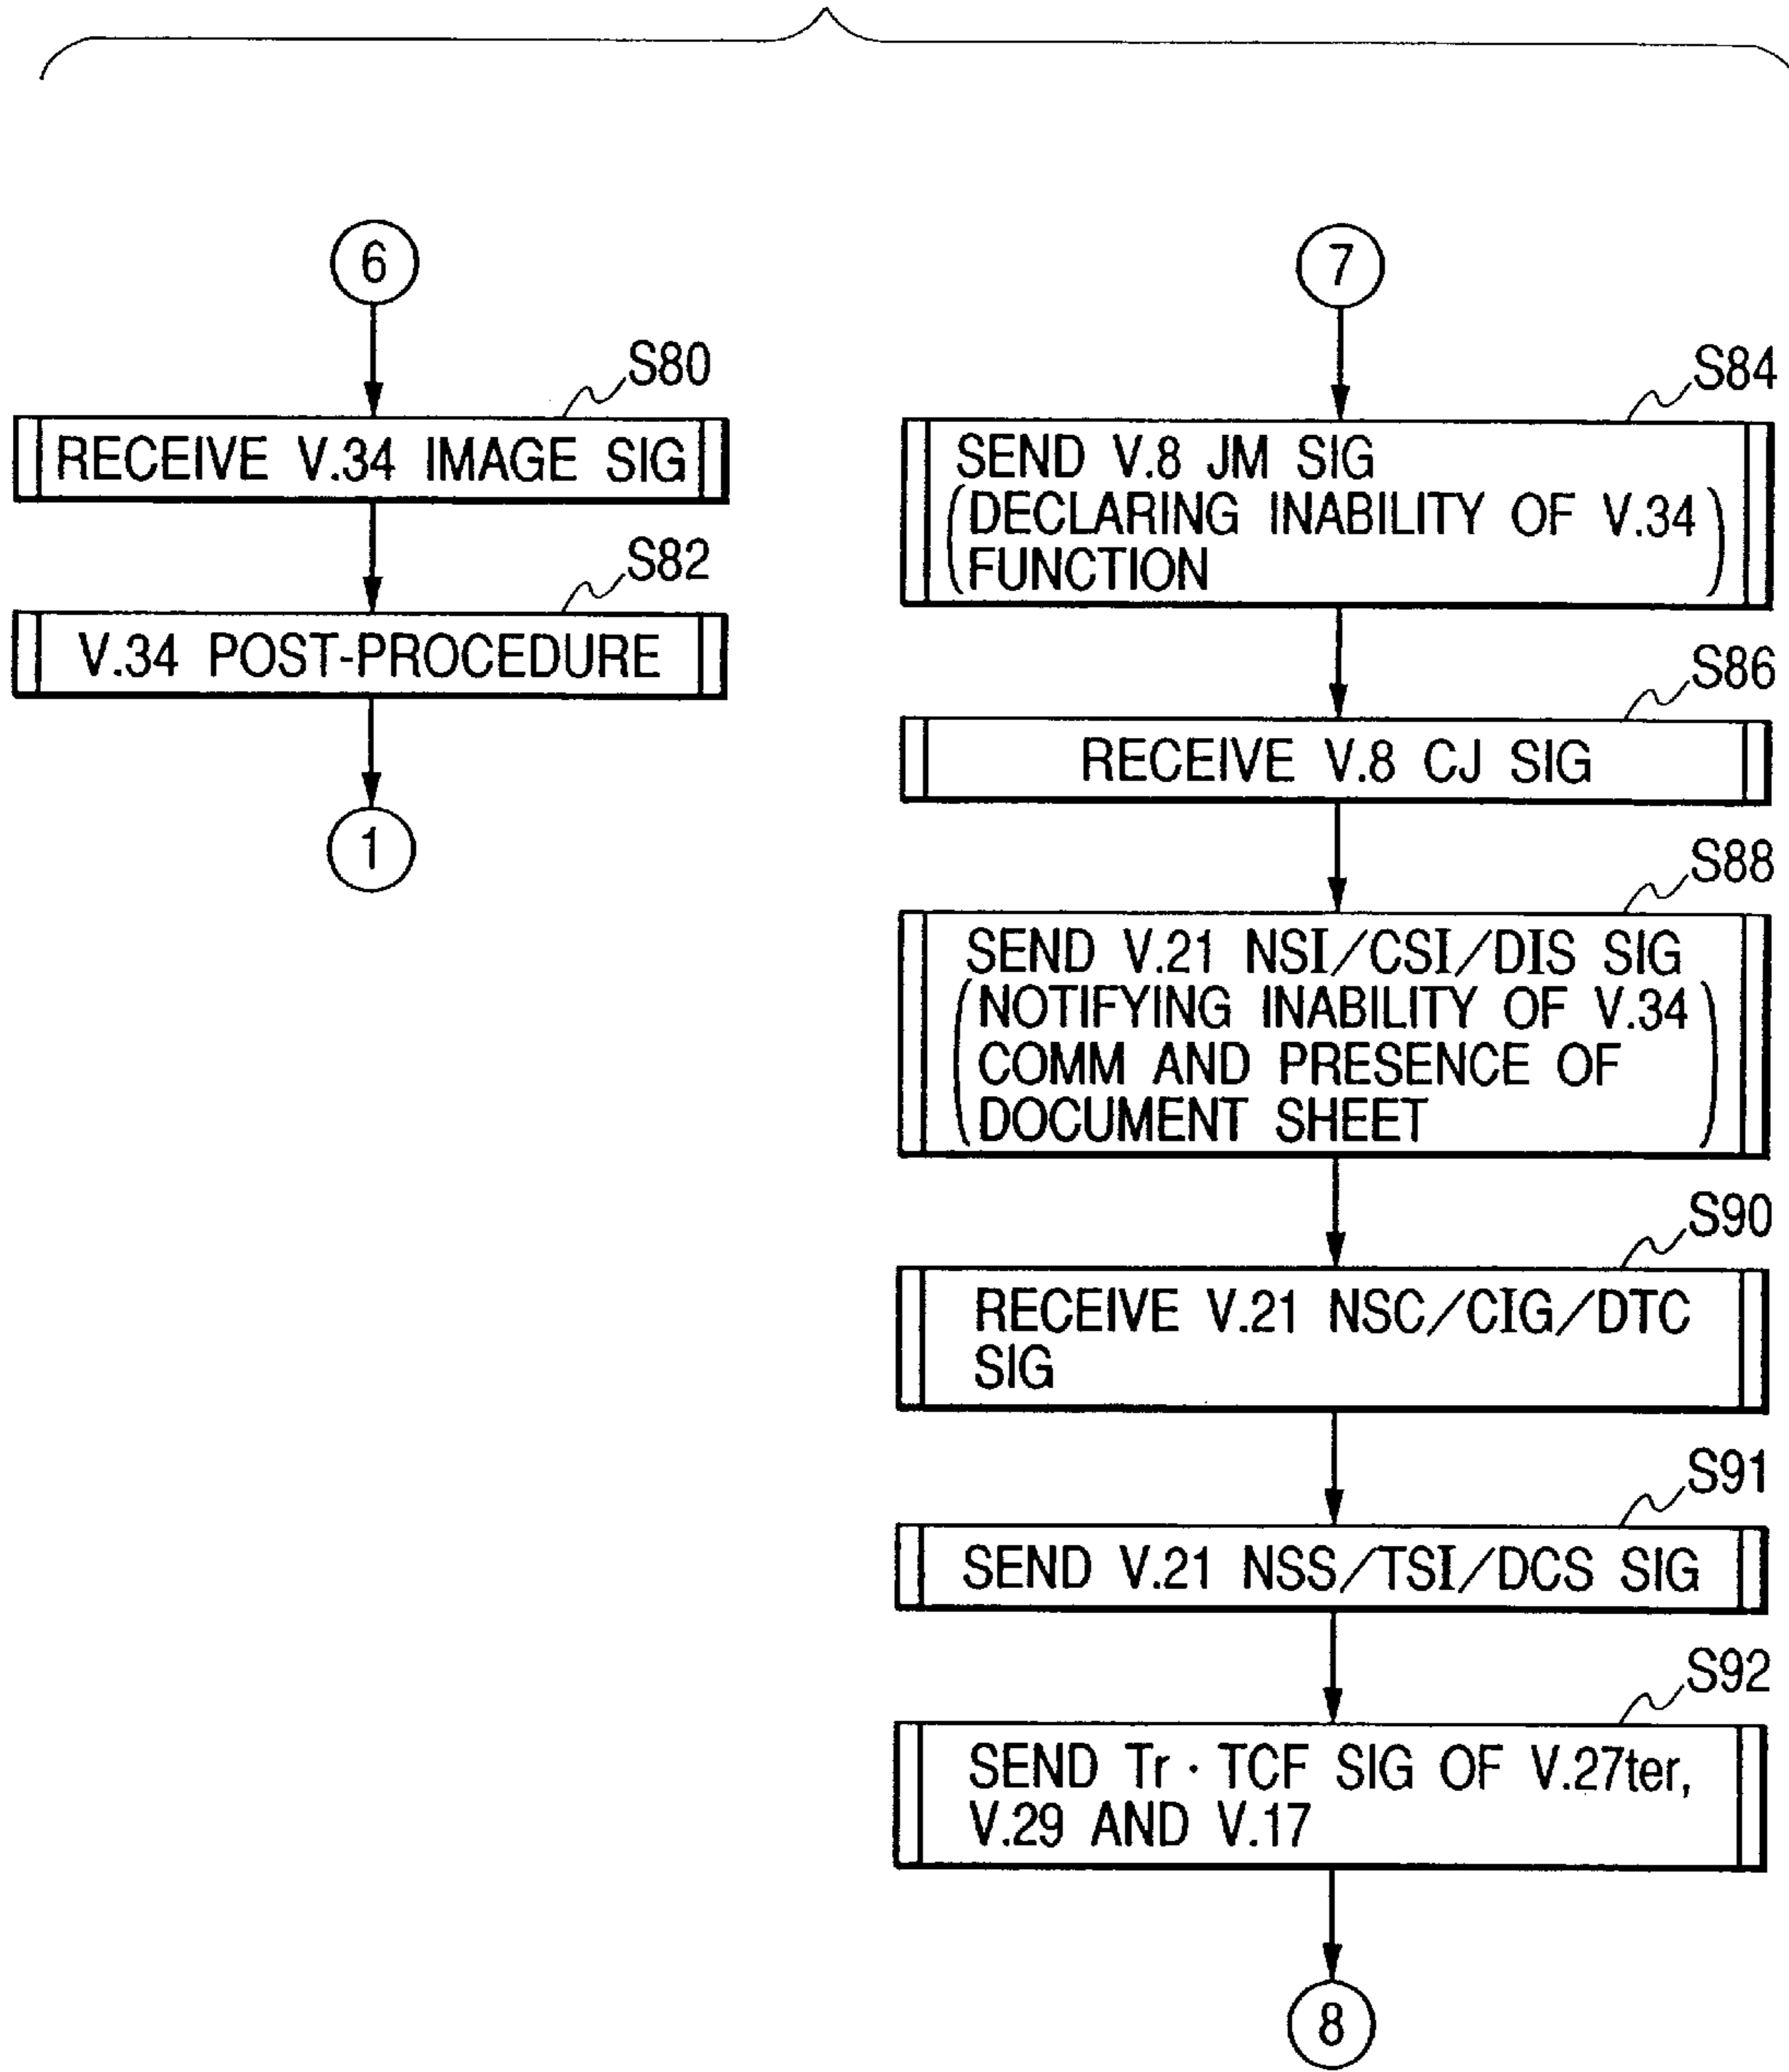 6
S80
RECEIVE V.34 IMAGE SIG
S82
V.34 POST-PROCEDURE
1
7
S84
SEND V.8 JM SIG
(DECLARING INABILITY OF V.34
FUNCTION)
S86
RECEIVE V.8 CJ SIG
S88
SEND V.21 NSI/CSI/DIS SIG
(NOTIFYING INABILITY OF V.34
COMM AND PRESENCE OF
DOCUMENT SHEET)
S90
RECEIVE V.21 NSC/CIG/DTC
SIG
S91
SEND V.21 NSS/TSI/DCS SIG
S92
SEND Tr・TCF SIG OF V.27ter,
V.29 AND V.17
8